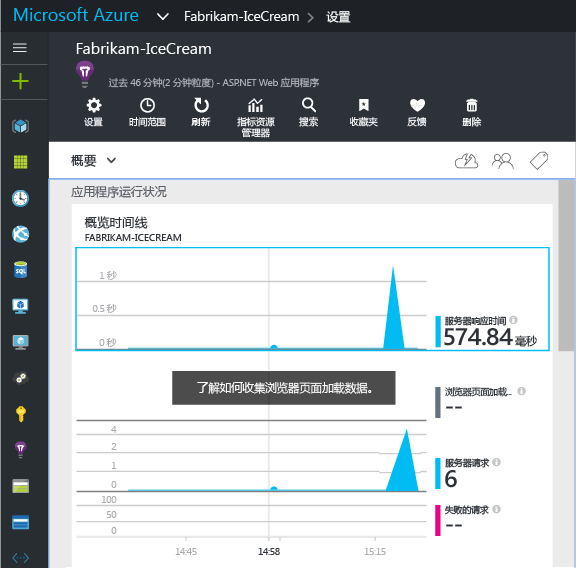 Microsoft Azure Fabrikam-IceCream 设置
Fabrikam-IceCream
过去 46 分钟(2 分钟粒度) - ASP.NET Web 应用程序
设置 时间范围 刷新 指标资源管理器 搜索 收藏夹 反馈 删除
概要
应用程序运行状况
概览时间线
FABRIKAM-ICECREAM
1 秒
0.5 秒
0 秒
服务器响应时间
574.84 毫秒
了解如何收集浏览器页面加载数据。
浏览器页面加载...
--
4
2
1
0
服务器请求
6
100
50
0
失败的请求
--
14:45 14:58 15:15
SQL